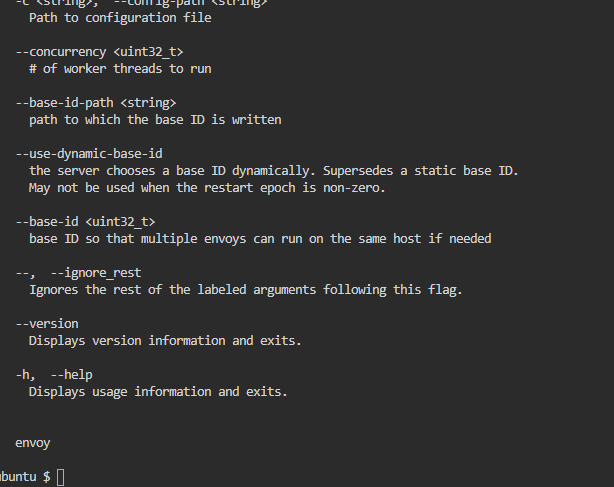 -c <string>, --config-path <string>
Path to configuration file
--concurrency <uint32_t>
# of worker threads to run
--base-id-path <string>
path to which the base ID is written
--use-dynamic-base-id
the server chooses a base ID dynamically. Supersedes a static base ID.
May not be used when the restart epoch is non-zero.
--base-id <uint32_t>
base ID so that multiple envoys can run on the same host if needed
--, --ignore_rest
Ignores the rest of the labeled arguments following this flag.
--version
Displays version information and exits.
-h, --help
Displays usage information and exits.
envoy
buntu $